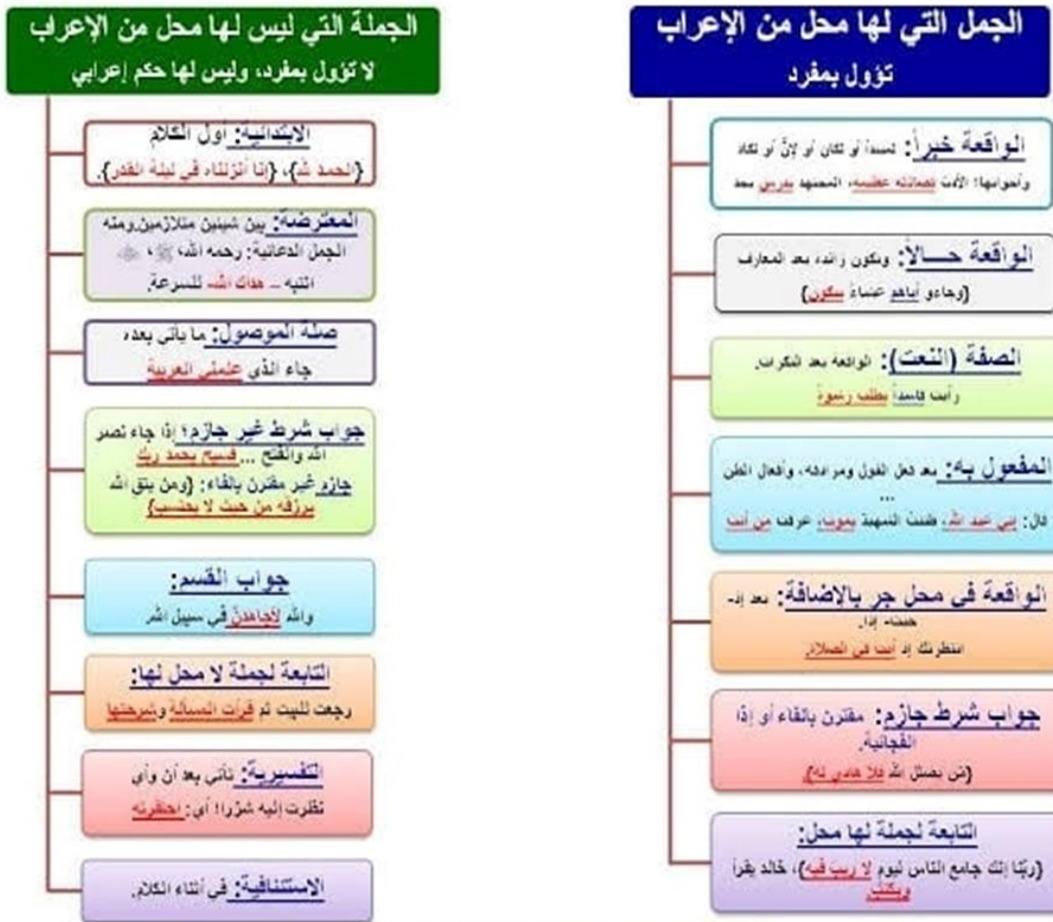 الجمل التي لها محل من الإعراب
تؤول بمفرد
الواقعة خبراً: لمبتدأ أو لكان أو لإنَّ أو لكاد
وأخواتها: الأدب فضائله عظيمة، المجتهد يدرس بجد
الواقعة حـــالاً: وتكون زائدة بعد المعارف
(وجاءو أباهم عشاءً يبكون)
الصفة (النعت): الواقعة بعد النكرات.
رأيت فاسداً يطلب رشوةً
المفعول به: بعد فعل القول ومرادفه، وأفعال الظن
...
قال: إني عبد الله، ظننت الشهيد يموت، عرفت من أنت
الواقعة في محل جر بالاضافة: بعد إذ-
حيث- إذا.
انتظرتك إذ أنت في الصلاة.
جواب شرط جازم: مقترن بالفاء أو إذا
الفجائية.
(من يضلل الله فلا هادي له).
التابعة لجملة لها محل:
(ربّنا إنك جامع الناس ليوم لا ريب فيه)، خالد يقرأ
ويكتب.
الجملة التي ليس لها محل من الإعراب
لا تؤول بمفرد، وليس لها حكم إعرابي
الابتدائية: أول الكلام
{الحمد لله}، {إنا أنزلناه في ليلة القدر}.
المعترضة: بين شيئين متلازمين.ومنه
الجمل الدعائية: رحمه الله، ﷺ،
انتبه – هداك الله- للسرعة.
صلة الموصول: ما يأتي بعده
جاء الذي علمني العربية
جواب شرط غير جازم: إذا جاء نصر
الله والفتح ... فسبح بحمد ربك
جازم غير مقترن بالفاء: {ومن يتق الله
يرزقه من حيث لا يحتسب}
جواب القسم:
والله لأجاهدنَّ في سبيل الله
التابعة لجملة لا محل لها:
رجعت للبيت ثم قرأت المسألة وشرحتها
التفسيرية: تأتي بعد أن وأي
نظرت إليه شزرا: أي: احتقرته
الاستئنافية: في أثناء الكلام.